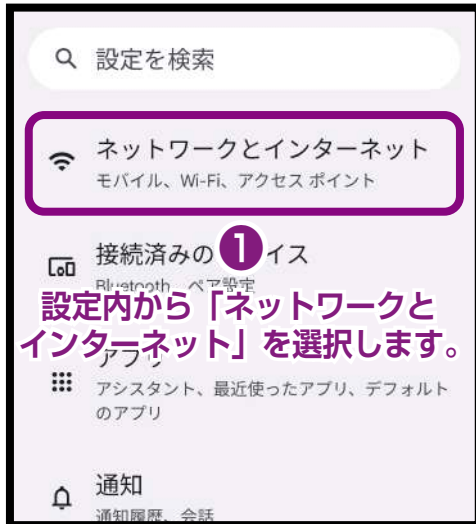 設定を検索
ネットワークとインターネット
モバイル、Wi-Fi、アクセス ポイント
接続済みの
イス
1
Bluetooth、ペア設定
設定内から「ネットワークと
インターネット」を選択します。
アプリ
アシスタント、最近使ったアプリ、デフォルト
のアプリ
通知
通知履歴、会話